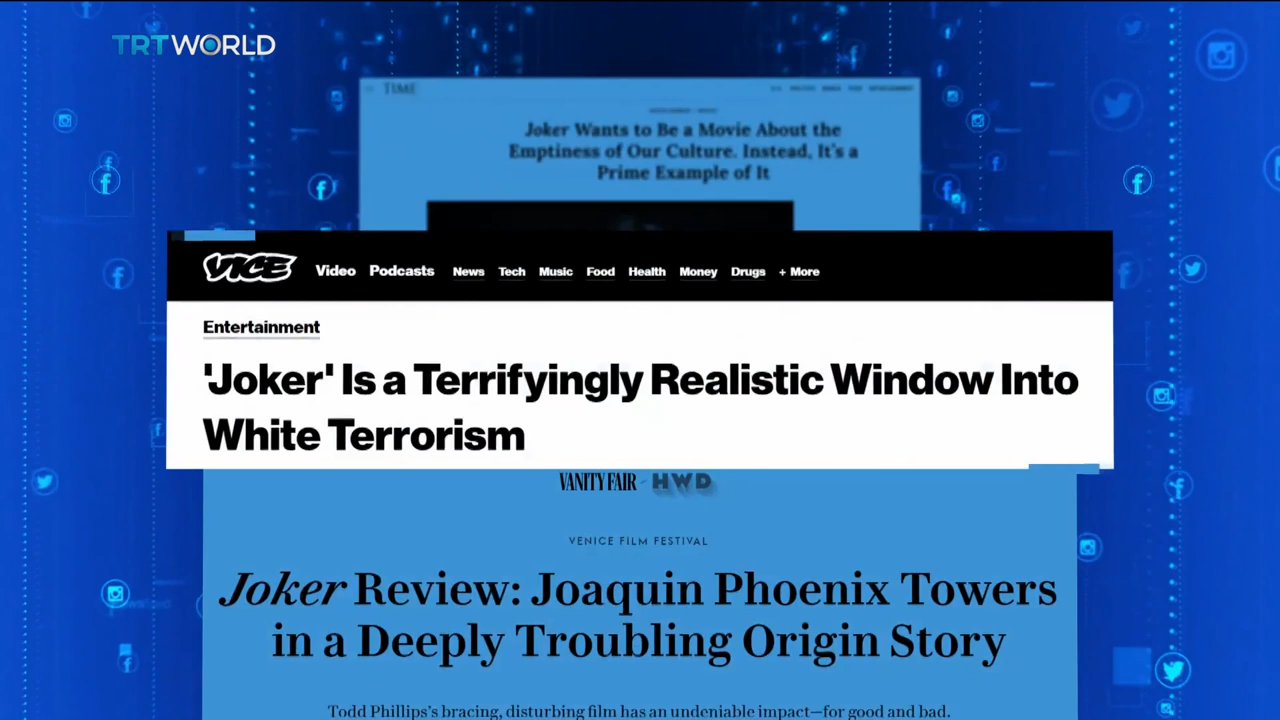 TRT WORLD
TIME
Joker Wants to Be a Movie About the
Emptiness of Our Culture. Instead, It's a
Prime Example of It
VICE Video Podcasts News Tech Music Food Health Money Drugs + More
Entertainment
'Joker' Is a Terrifyingly Realistic Window Into
White Terrorism
VANITY FAIR HWD
VENICE FILM FESTIVAL
Joker Review: Joaquin Phoenix Towers
in a Deeply Troubling Origin Story
Todd Phillips's bracing, disturbing film has an undeniable impact—for good and bad.